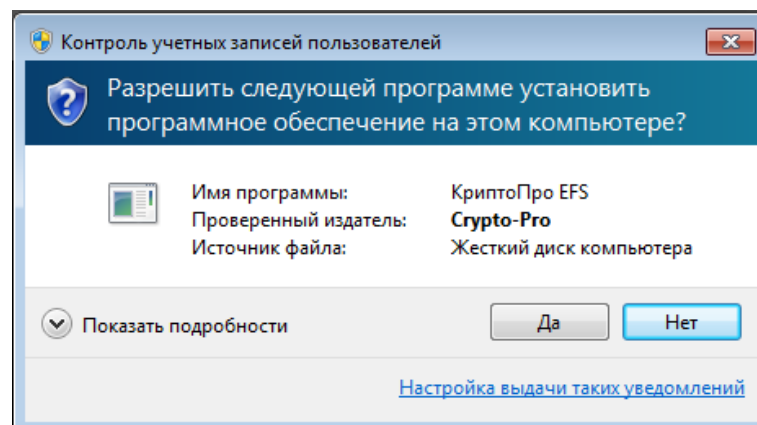 Контроль учетных записей пользователей
Разрешить следующей программе установить
программное обеспечение на этом компьютере?
Имя программы: КриптоПро EFS
Проверенный издатель: Crypto-Pro
Источник файла: Жесткий диск компьютера
Показать подробности Да Нет
Настройка выдачи таких уведомлений